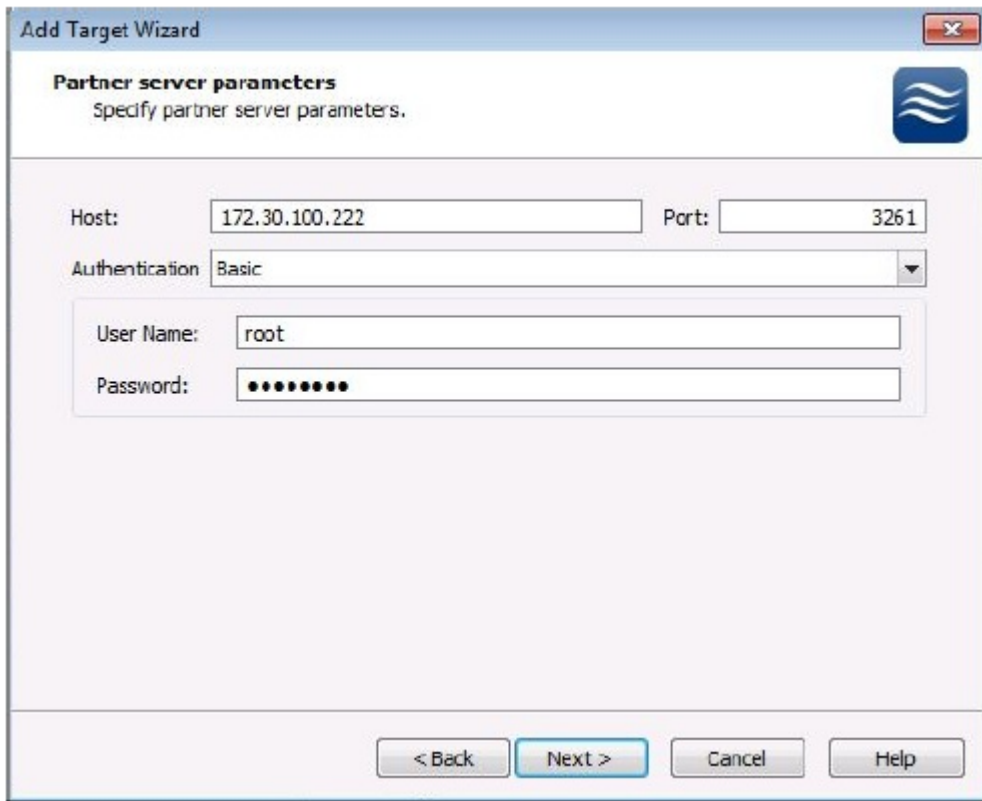 Add Target Wizard
Partner server parameters
Specify partner server parameters.
Host: 172.30.100.222 Port: 3261
Authentication Basic
User Name: root
Password: ●●●●●●●●
< Back Next > Cancel Help